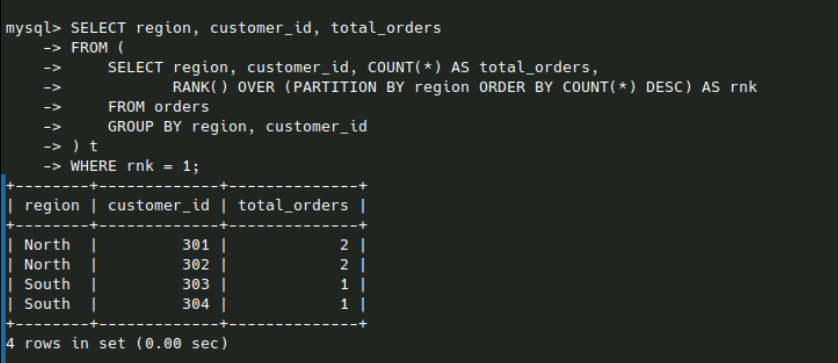 mysql> SELECT region, customer_id, total_orders
    -> FROM (
    ->     SELECT region, customer_id, COUNT(*) AS total_orders,
    ->            RANK() OVER (PARTITION BY region ORDER BY COUNT(*) DESC) AS rnk
    ->     FROM orders
    ->     GROUP BY region, customer_id
    -> ) t
    -> WHERE rnk = 1;
+--------+-------------+--------------+
| region | customer_id | total_orders |
+--------+-------------+--------------+
| North  |         301 |            2 |
| North  |         302 |            2 |
| South  |         303 |            1 |
| South  |         304 |            1 |
+--------+-------------+--------------+
4 rows in set (0.00 sec)